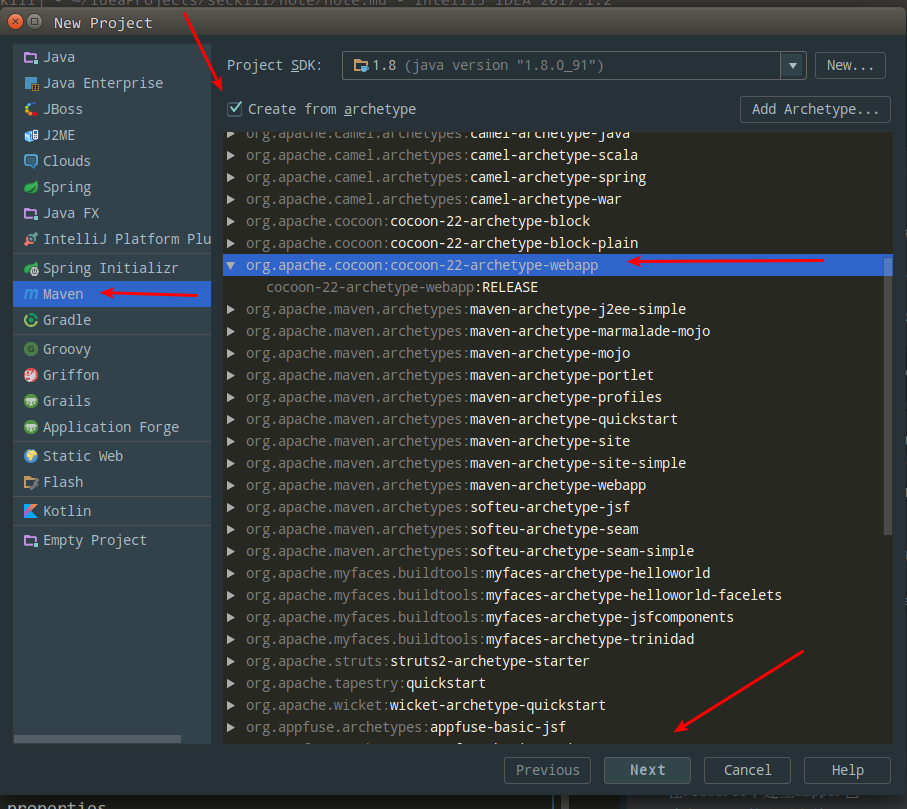 kill] - ~/IdeaProjects/seckill/note/note.md - IntelliJ IDEA 2017.1.2
New Project
Java
Java Enterprise
JBoss
J2ME
Clouds
Spring
Java FX
IntelliJ Platform Plu
Spring Initializr
Maven
Gradle
Groovy
Griffon
Grails
Application Forge
Static Web
Flash
Kotlin
Empty Project
Project SDK: 1.8 (java version "1.8.0_91") New...
Create from archetype Add Archetype...
org.apache.camel.archetypes:camel-archetype-java
org.apache.camel.archetypes:camel-archetype-scala
org.apache.camel.archetypes:camel-archetype-spring
org.apache.camel.archetypes:camel-archetype-war
org.apache.cocoon:cocoon-22-archetype-block
org.apache.cocoon:cocoon-22-archetype-block-plain
org.apache.cocoon:cocoon-22-archetype-webapp
cocoon-22-archetype-webapp:RELEASE
org.apache.maven.archetypes:maven-archetype-j2ee-simple
org.apache.maven.archetypes:maven-archetype-marmalade-mojo
org.apache.maven.archetypes:maven-archetype-mojo
org.apache.maven.archetypes:maven-archetype-portlet
org.apache.maven.archetypes:maven-archetype-profiles
org.apache.maven.archetypes:maven-archetype-quickstart
org.apache.maven.archetypes:maven-archetype-site
org.apache.maven.archetypes:maven-archetype-site-simple
org.apache.maven.archetypes:maven-archetype-webapp
org.apache.maven.archetypes:softeu-archetype-jsf
org.apache.maven.archetypes:softeu-archetype-seam
org.apache.maven.archetypes:softeu-archetype-seam-simple
org.apache.myfaces.buildtools:myfaces-archetype-helloworld
org.apache.myfaces.buildtools:myfaces-archetype-helloworld-facelets
org.apache.myfaces.buildtools:myfaces-archetype-jsfcomponents
org.apache.myfaces.buildtools:myfaces-archetype-trinidad
org.apache.struts:struts2-archetype-starter
org.apache.tapestry:quickstart
org.apache.wicket:wicket-archetype-quickstart
org.appfuse.archetypes:appfuse-basic-jsf
Previous Next Cancel Help
properties